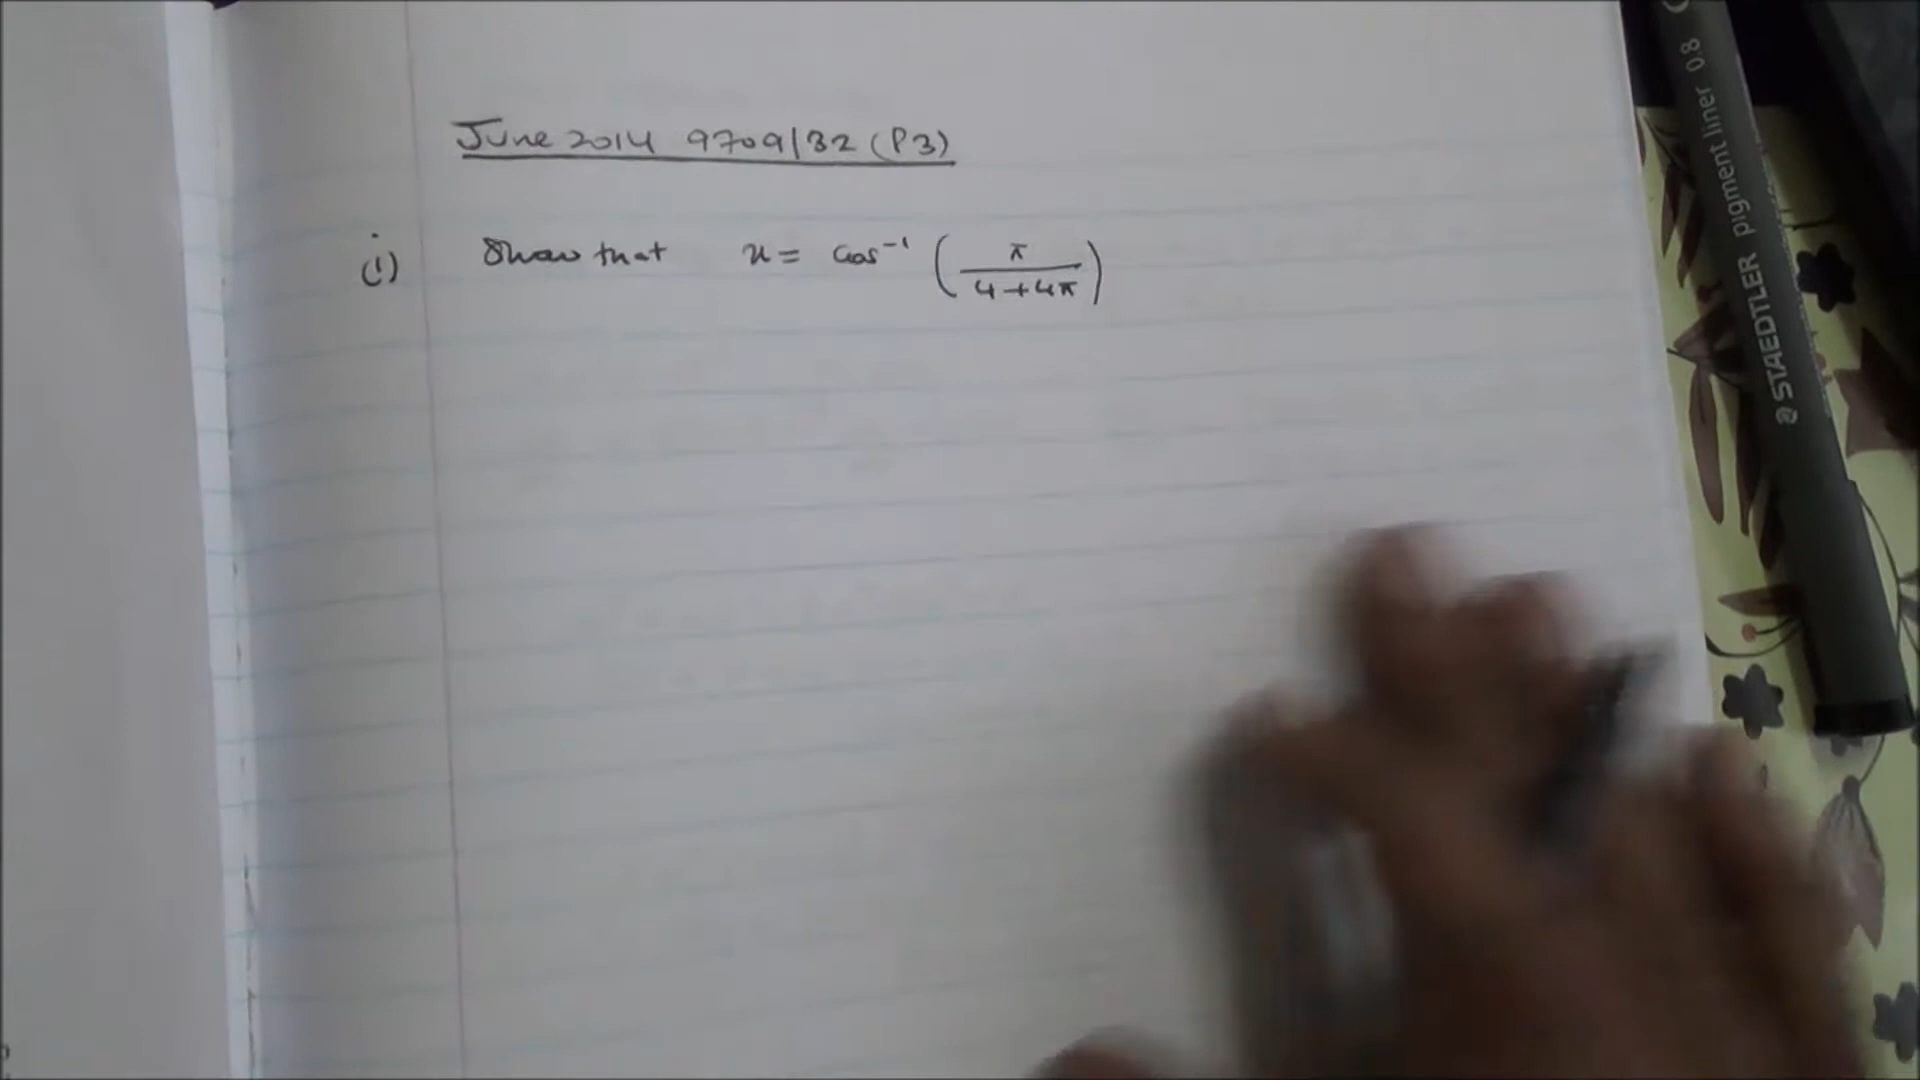 June 2014 9709/32 (P3)
(i) Show that x = cos⁻¹ (π / 4+4π)
STAEDTLER pigment liner 0.8